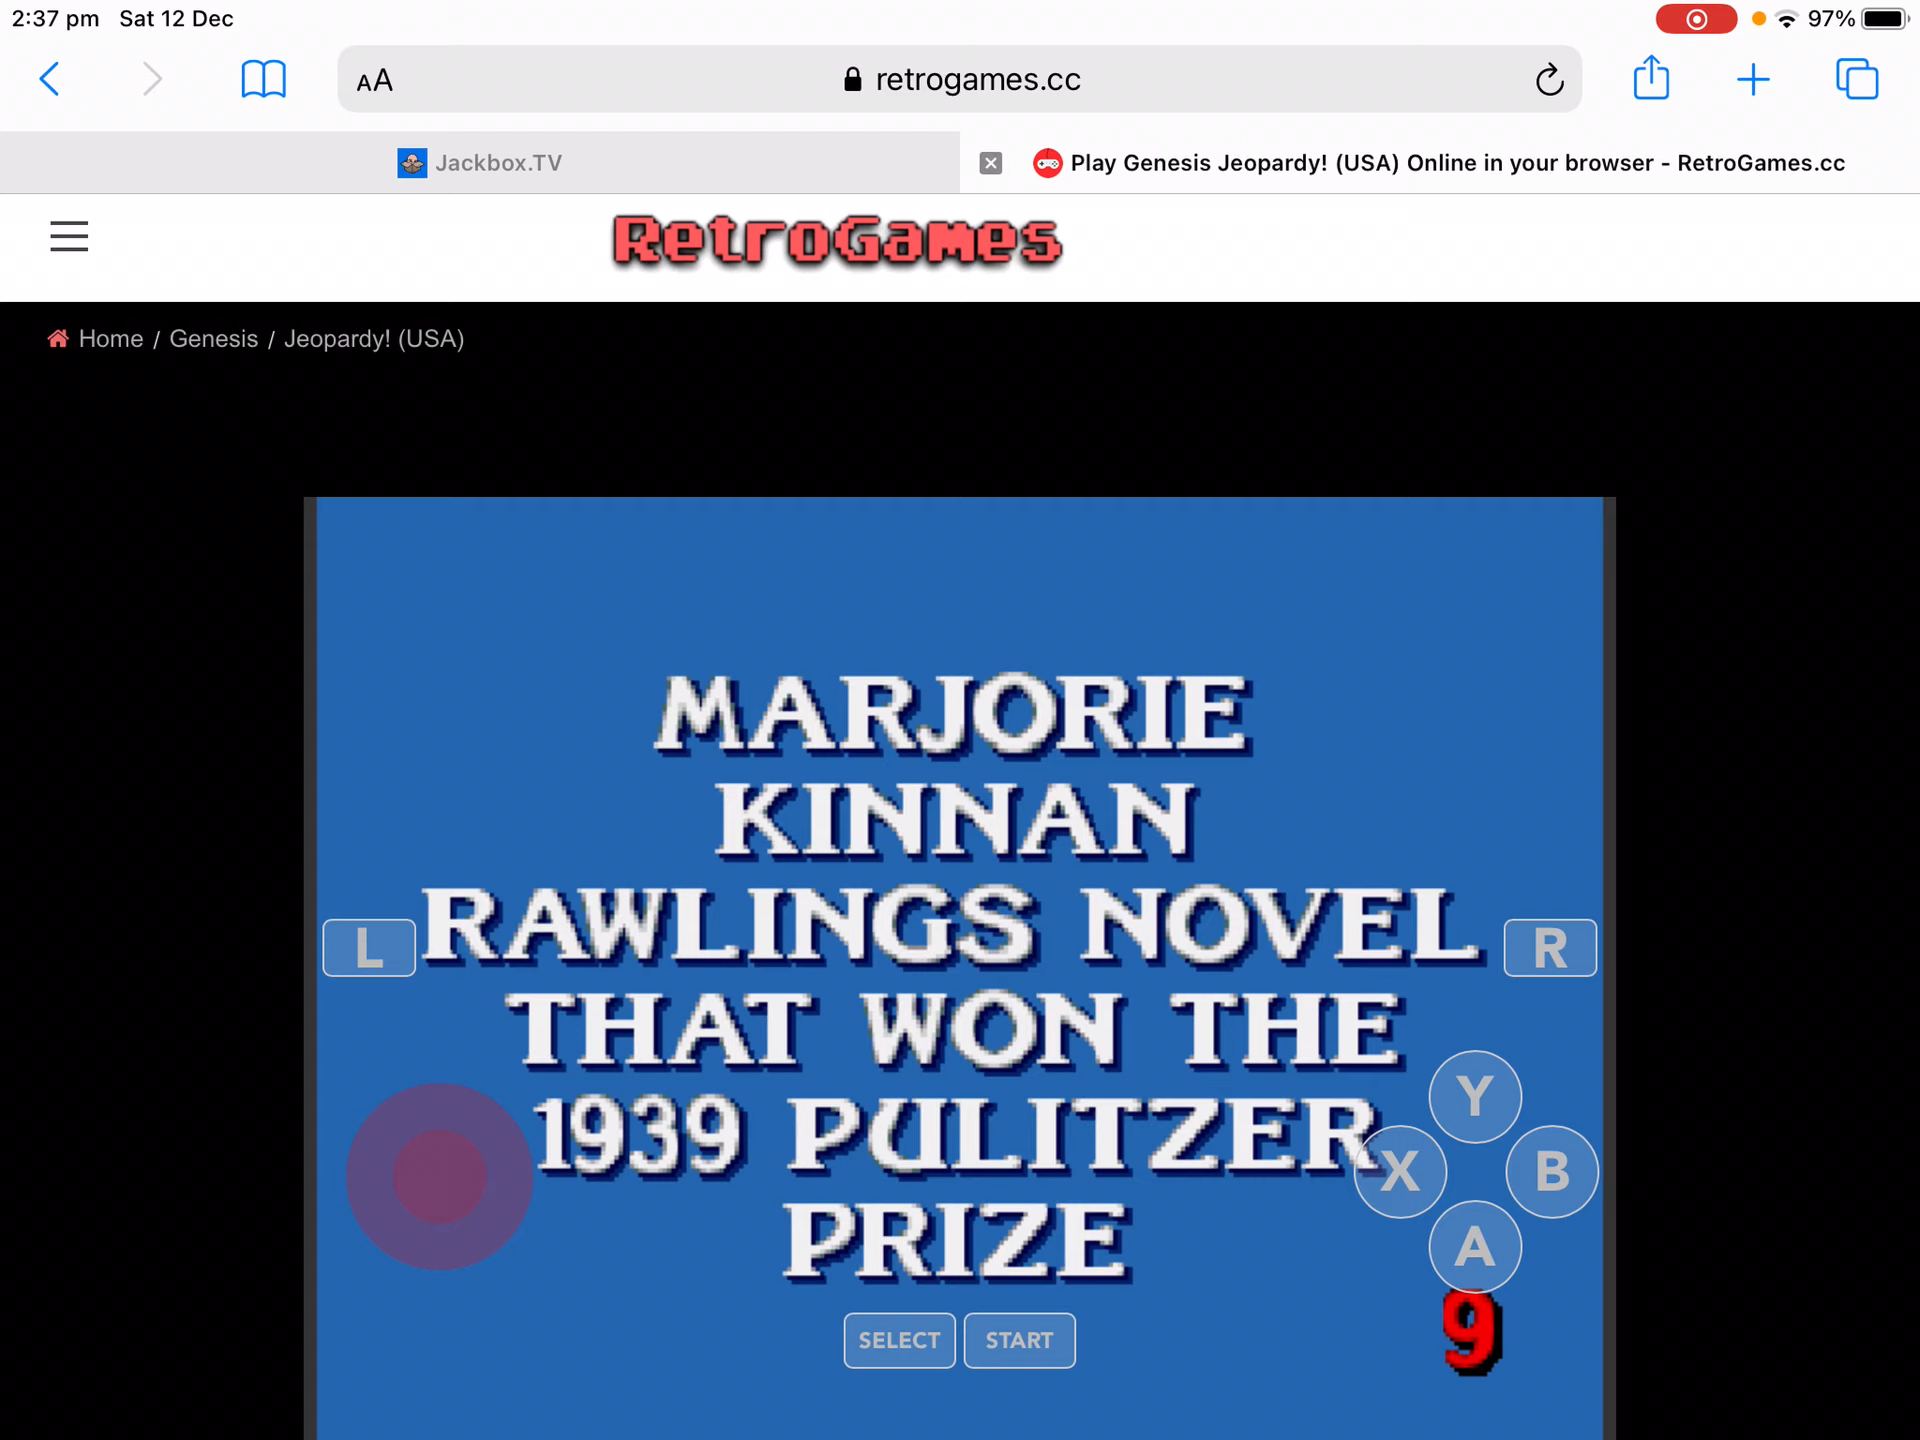 2:37 pm Sat 12 Dec 97%
AA retrogames.cc
Jackbox.TV Play Genesis Jeopardy! (USA) Online in your browser - RetroGames.cc
RetroGames
Home / Genesis / Jeopardy! (USA)
MARJORIE
KINNAN
L RAWLINGS NOVEL R
THAT WON THE
Y
1939 PULITZER
X B
PRIZE
A
9
SELECT START